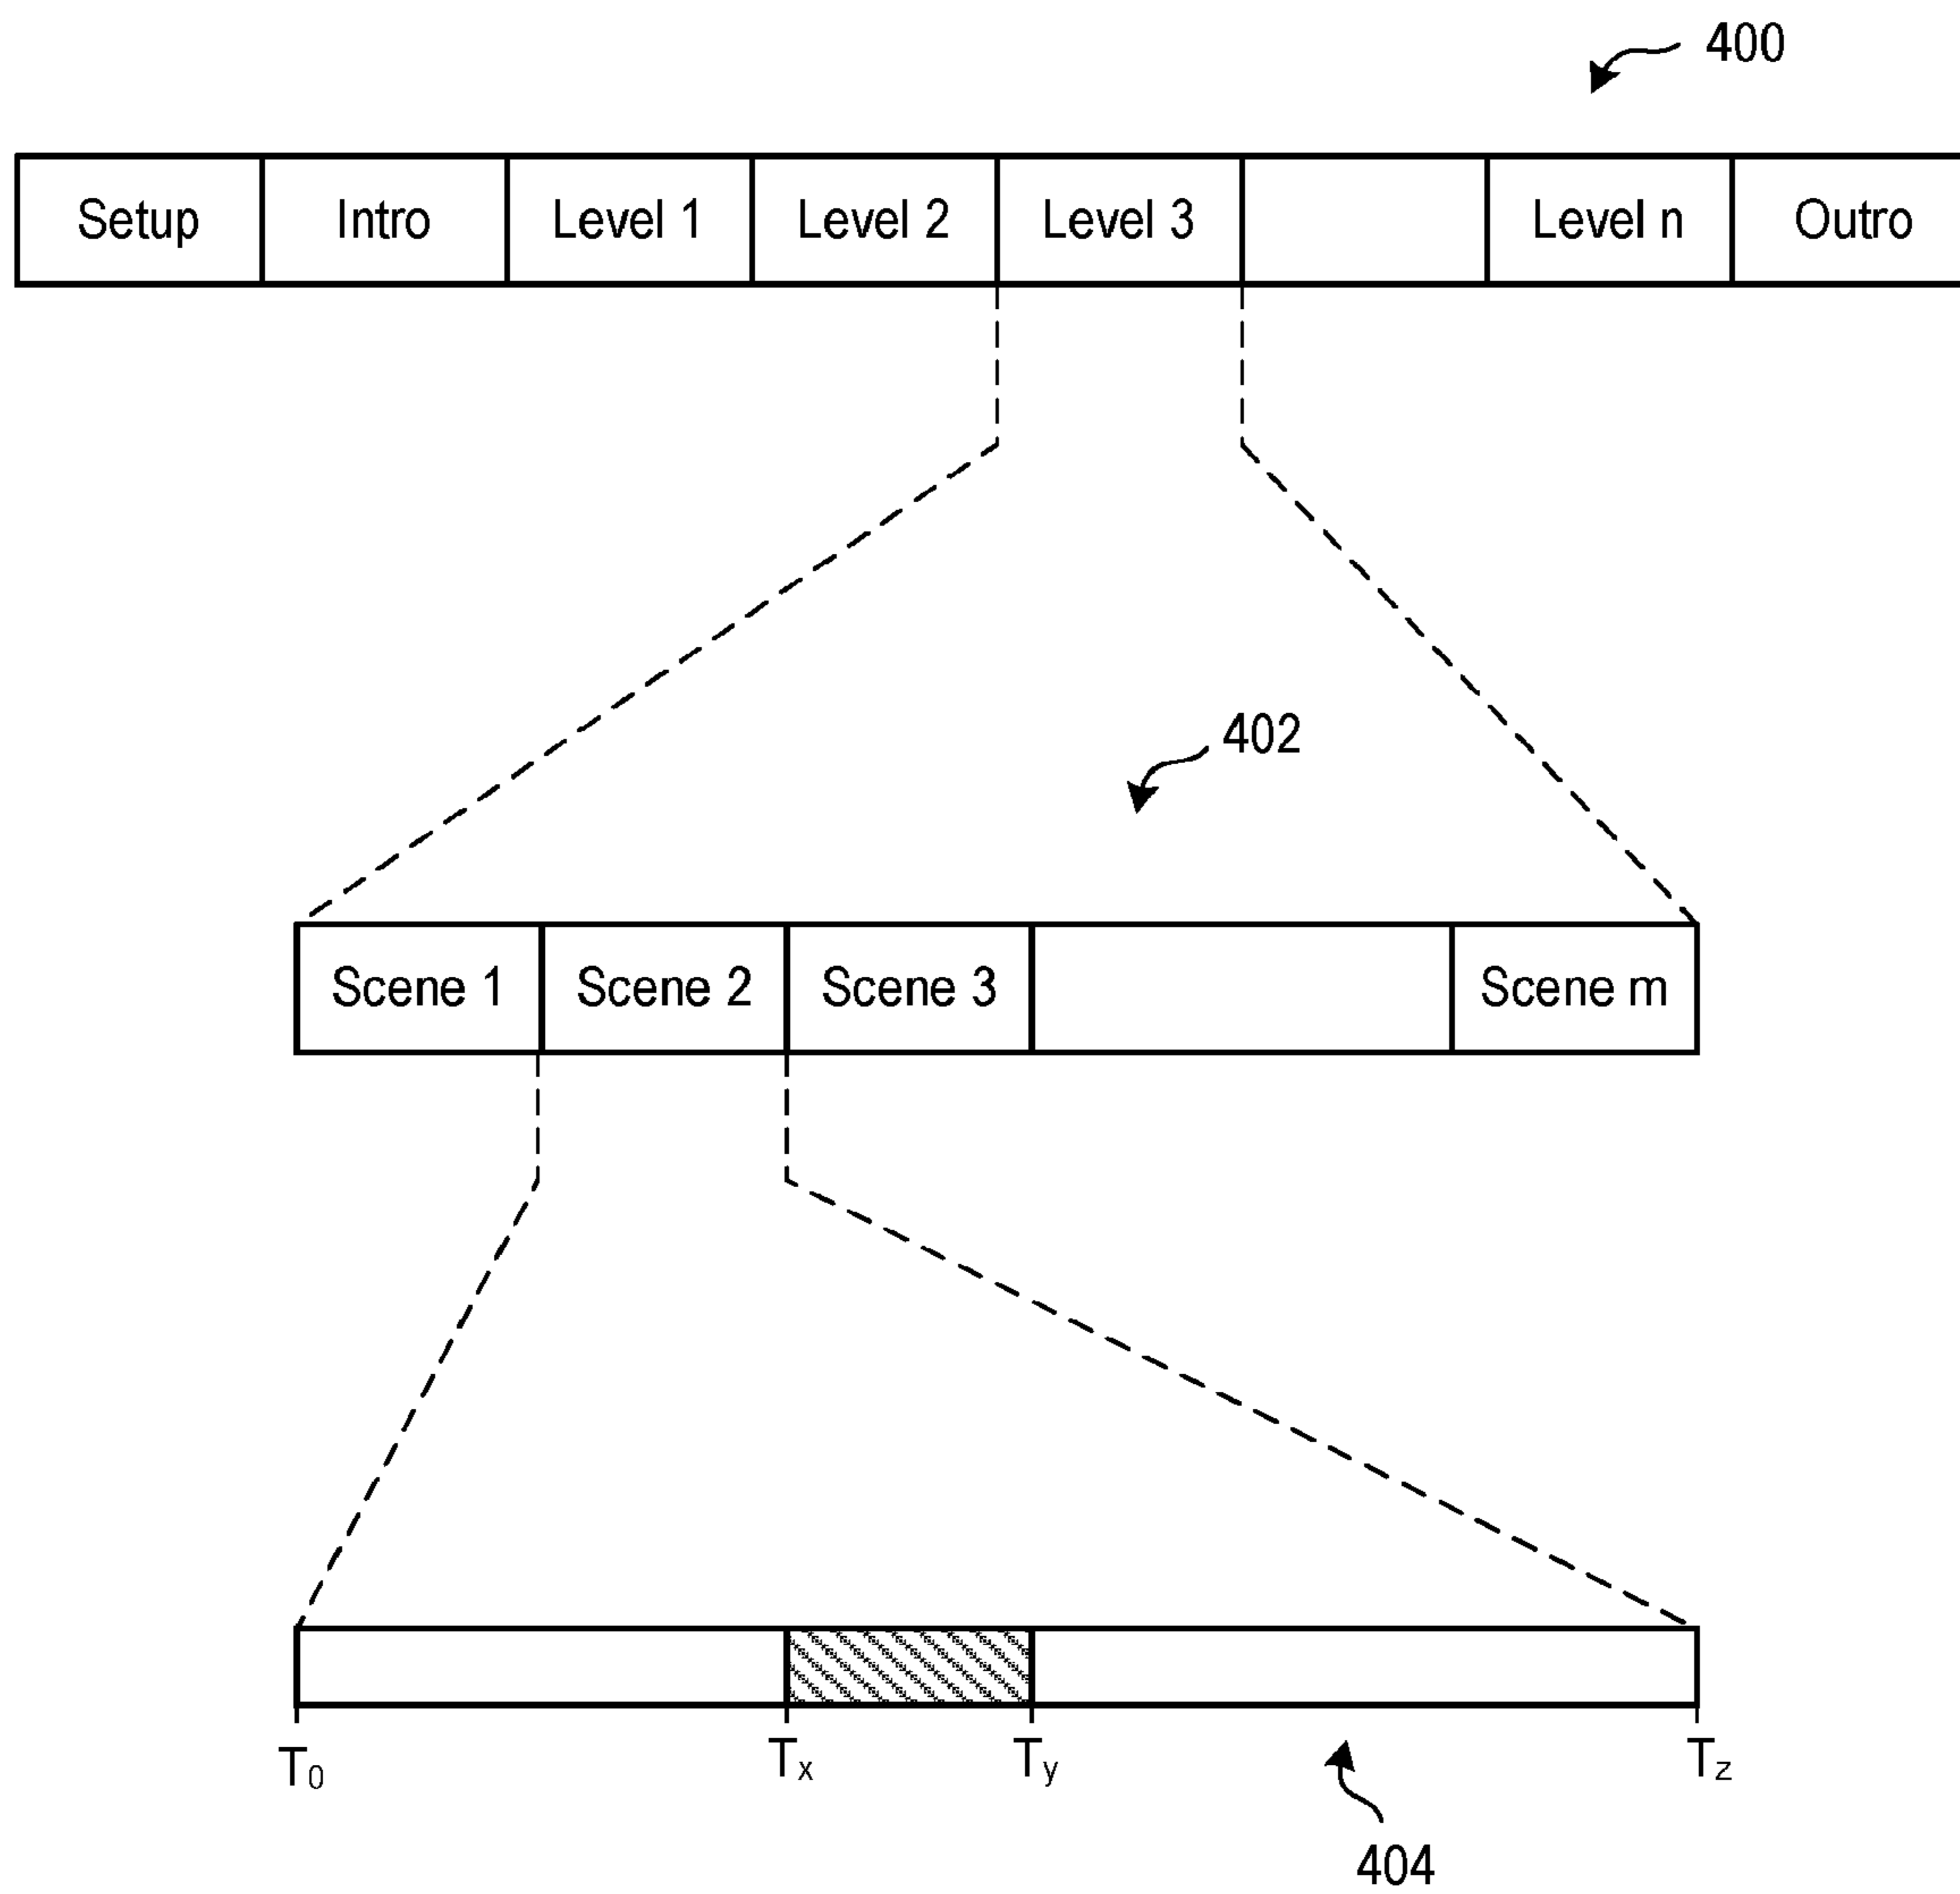 400
Setup Intro Level 1 Level 2 Level 3 Level n Outro
402
Scene 1 Scene 2 Scene 3 Scene m
T0 Tx Ty Tz
404